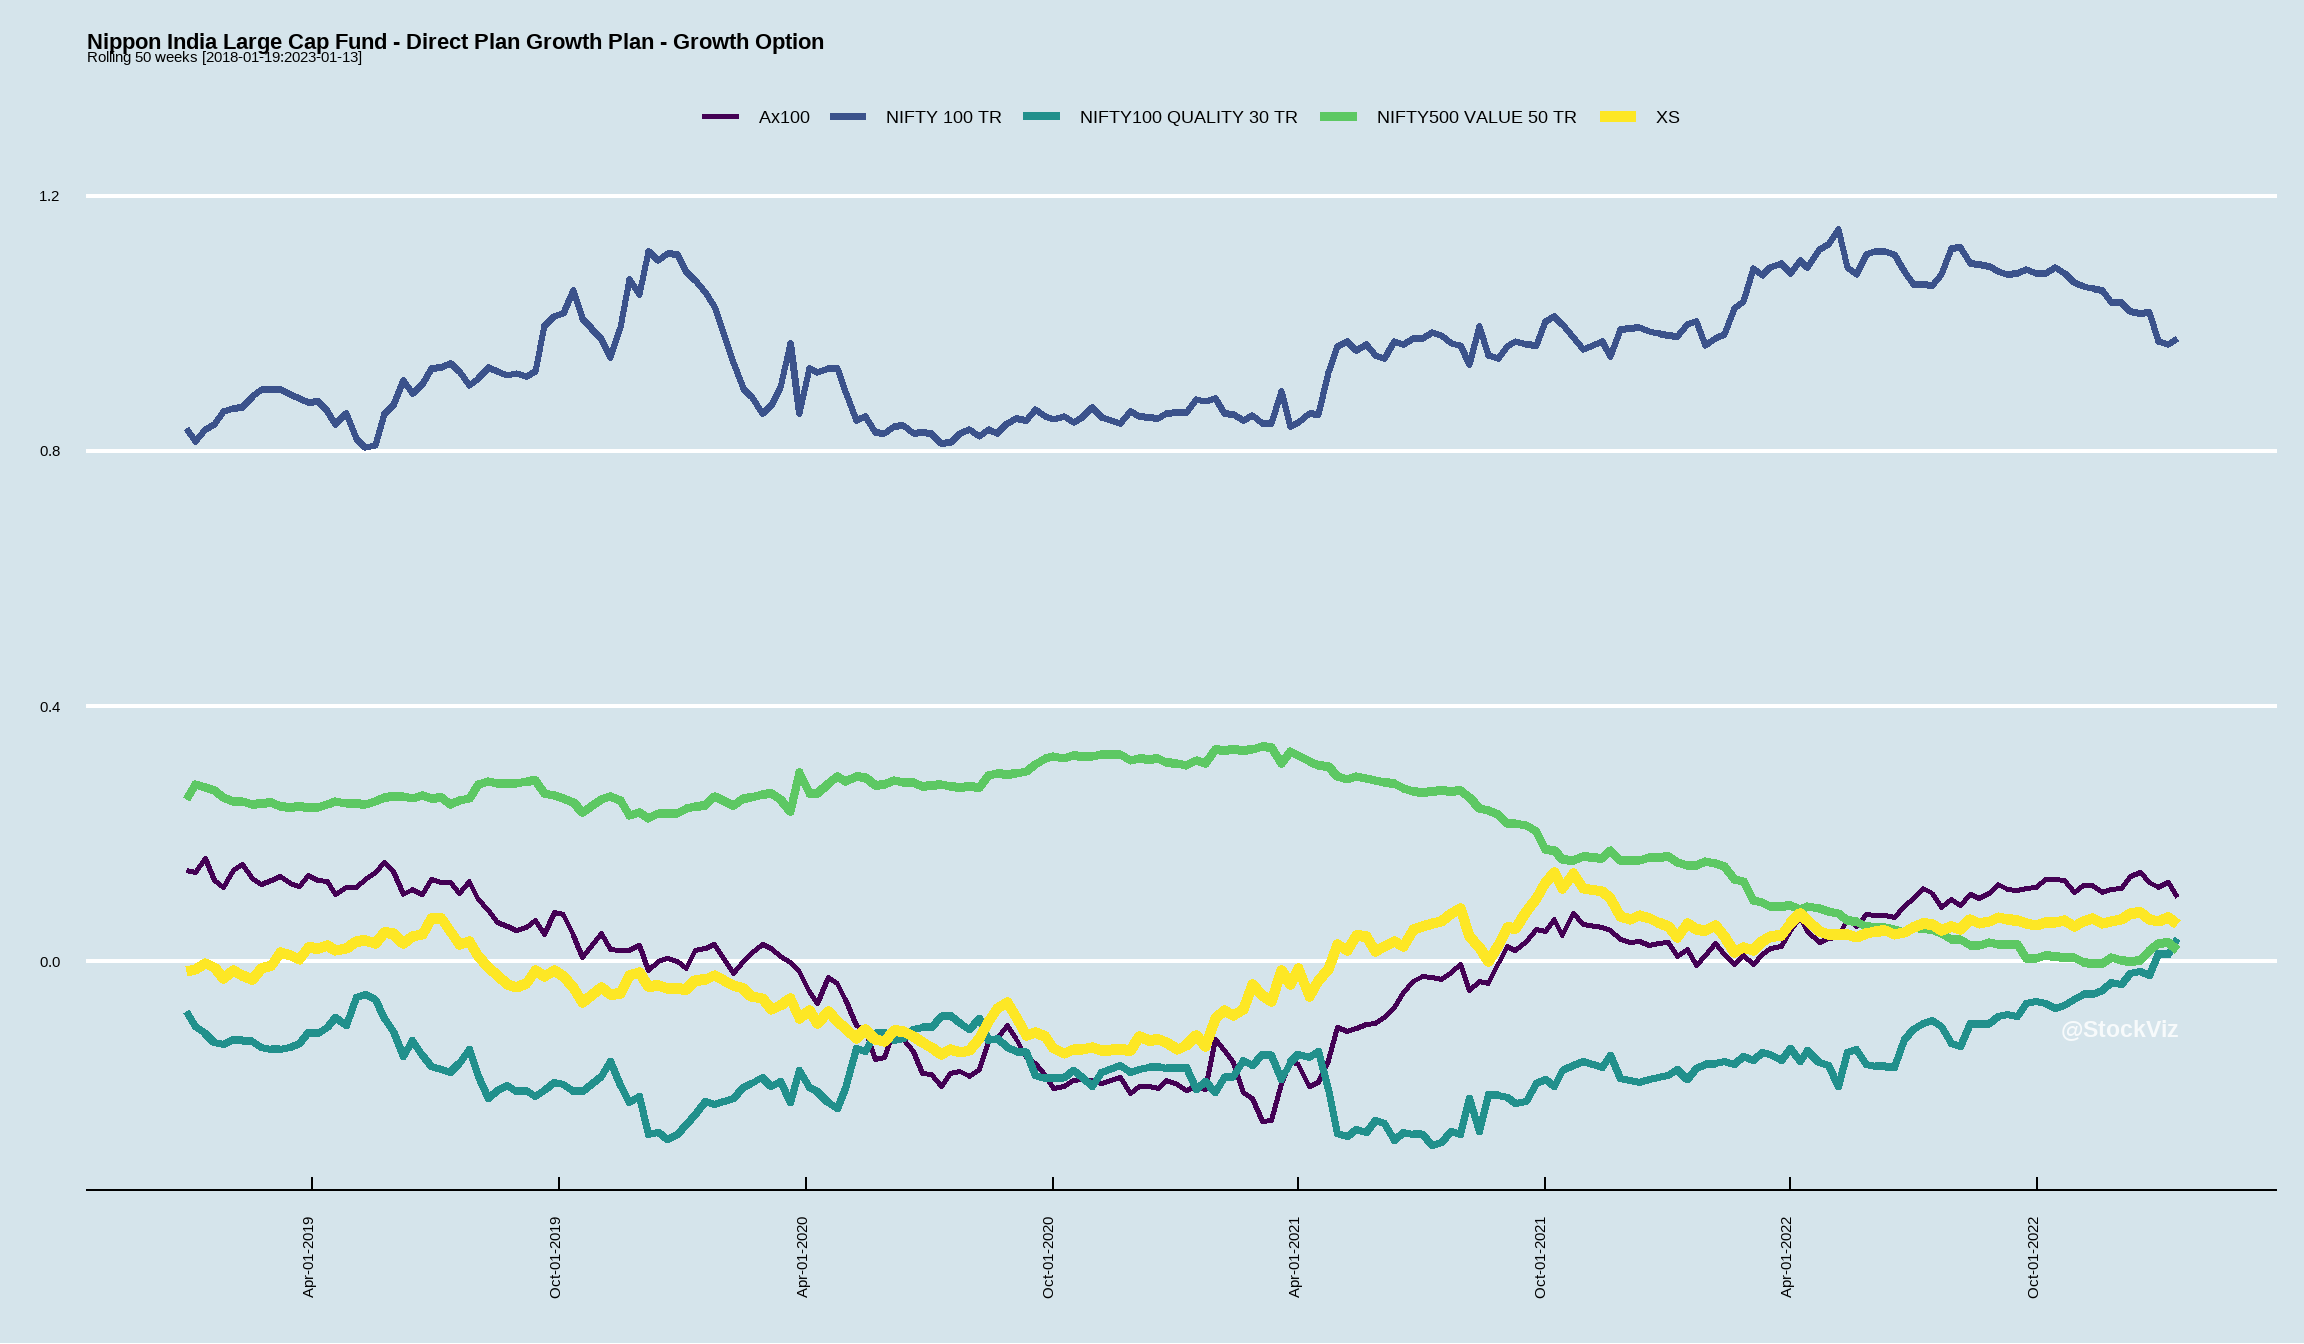 Nippon India Large Cap Fund - Direct Plan Growth Plan - Growth Option
Rolling 50 weeks [2018-01-19:2023-01-13]
Ax100 NIFTY 100 TR NIFTY100 QUALITY 30 TR NIFTY500 VALUE 50 TR XS
1.2
0.8
0.4
0.0
@StockViz
Apr-01-2019
Oct-01-2019
Apr-01-2020
Oct-01-2020
Apr-01-2021
Oct-01-2021
Apr-01-2022
Oct-01-2022